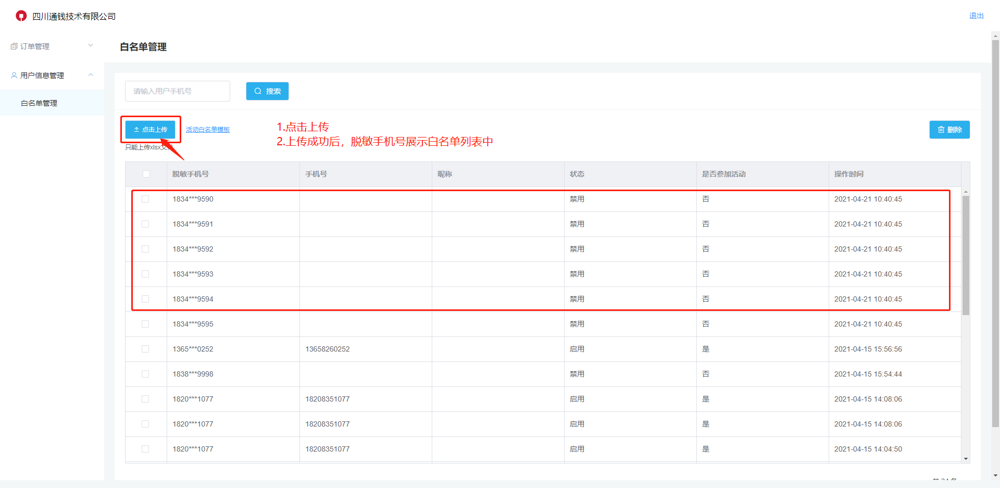 四川通钱技术有限公司
退出
订单管理
用户信息管理
白名单管理
白名单管理
请输入用户手机号
搜索
点击上传
活动白名单模板
只能上传xlsx文件
1.点击上传
2.上传成功后，脱敏手机号展示白名单列表中
删除
脱敏手机号 手机号 昵称 状态 是否参加活动 操作时间
1834***9590 禁用 否 2021-04-21 10:40:45
1834***9591 禁用 否 2021-04-21 10:40:45
1834***9592 禁用 否 2021-04-21 10:40:45
1834***9593 禁用 否 2021-04-21 10:40:45
1834***9594 禁用 否 2021-04-21 10:40:45
1834***9595 禁用 否 2021-04-21 10:40:45
1365***0252 13658260252 启用 是 2021-04-15 15:56:56
1838***9998 禁用 否 2021-04-15 15:54:44
1820***1077 18208351077 启用 是 2021-04-15 14:08:06
1820***1077 18208351077 启用 是 2021-04-15 14:08:06
1820***1077 18208351077 启用 是 2021-04-15 14:04:50